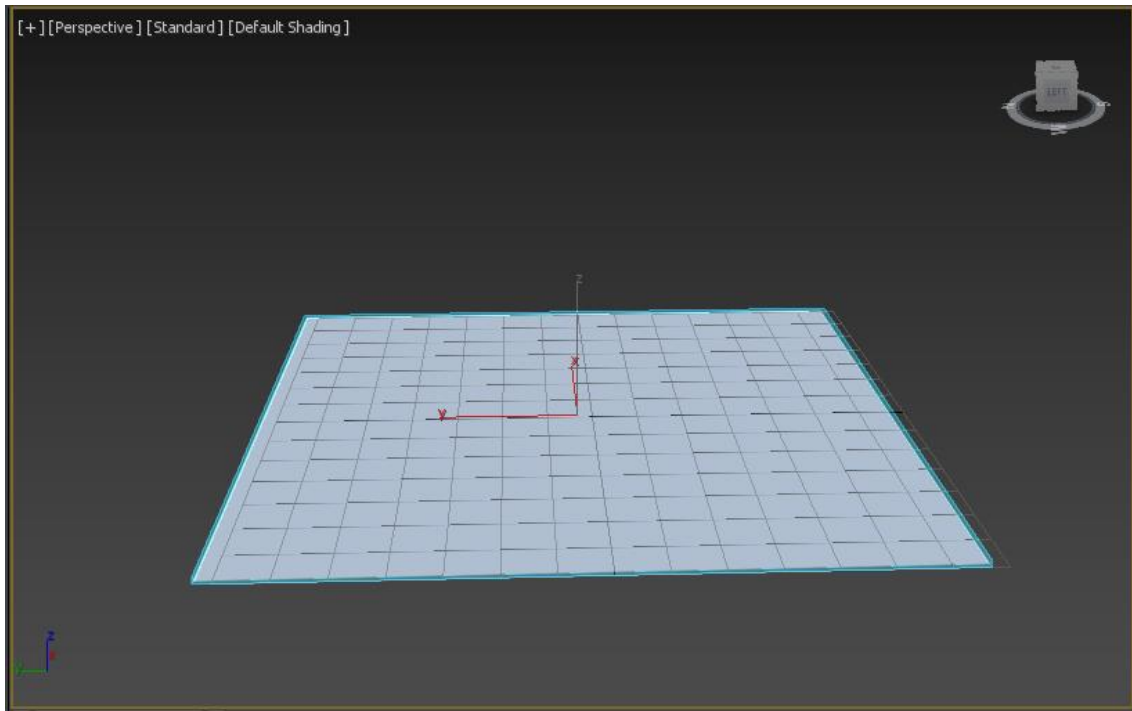 [+] [Perspective] [Standard] [Default Shading]
LEFT
W
S
z
x
y
z
y